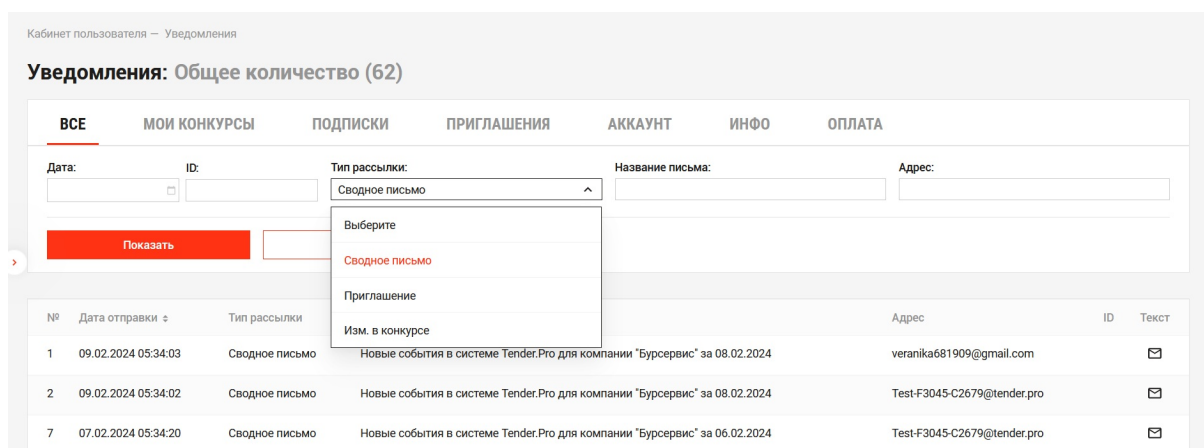 Кабинет пользователя — Уведомления
Уведомления: Общее количество (62)
ВСЕ МОИ КОНКУРСЫ ПОДПИСКИ ПРИГЛАШЕНИЯ АККАУНТ ИНФО ОПЛАТА
Дата: ID: Тип рассылки: Название письма: Адрес:
Сводное письмо
Выберите
Показать
Сводное письмо
Приглашение
Изм. в конкурсе
№ Дата отправки Тип рассылки Адрес ID Текст
1 09.02.2024 05:34:03 Сводное письмо Новые события в системе Tender.Pro для компании "Бурсервис" за 08.02.2024 veranika681909@gmail.com
2 09.02.2024 05:34:02 Сводное письмо Новые события в системе Tender.Pro для компании "Бурсервис" за 08.02.2024 Test-F3045-C2679@tender.pro
7 07.02.2024 05:34:20 Сводное письмо Новые события в системе Tender.Pro для компании "Бурсервис" за 06.02.2024 Test-F3045-C2679@tender.pro